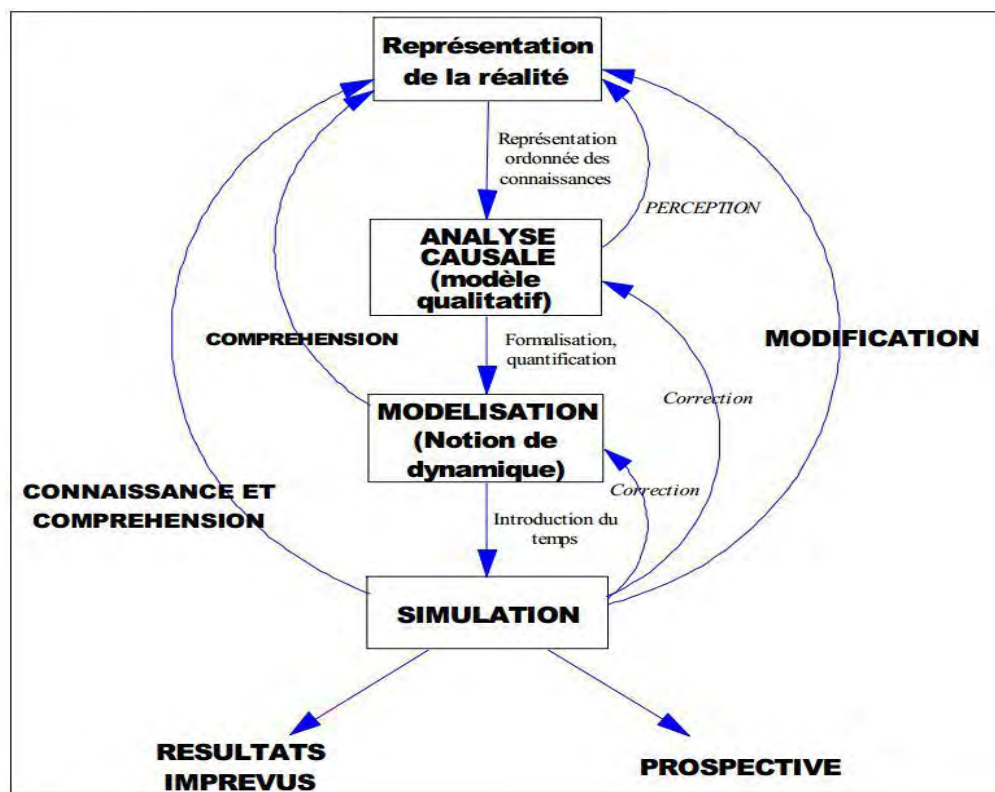 Représentation
de la réalité
Représentation
ordonnée des
connaissances
PERCEPTION
ANALYSE
CAUSALE
(modèle
qualitatif)
COMPREHENSION
Formalisation,
quantification
MODIFICATION
Correction
MODELISATION
(Notion de
dynamique)
CONNAISSANCE ET
COMPREHENSION
Correction
Introduction du
temps
SIMULATION
RESULTATS
IMPREVUS
PROSPECTIVE